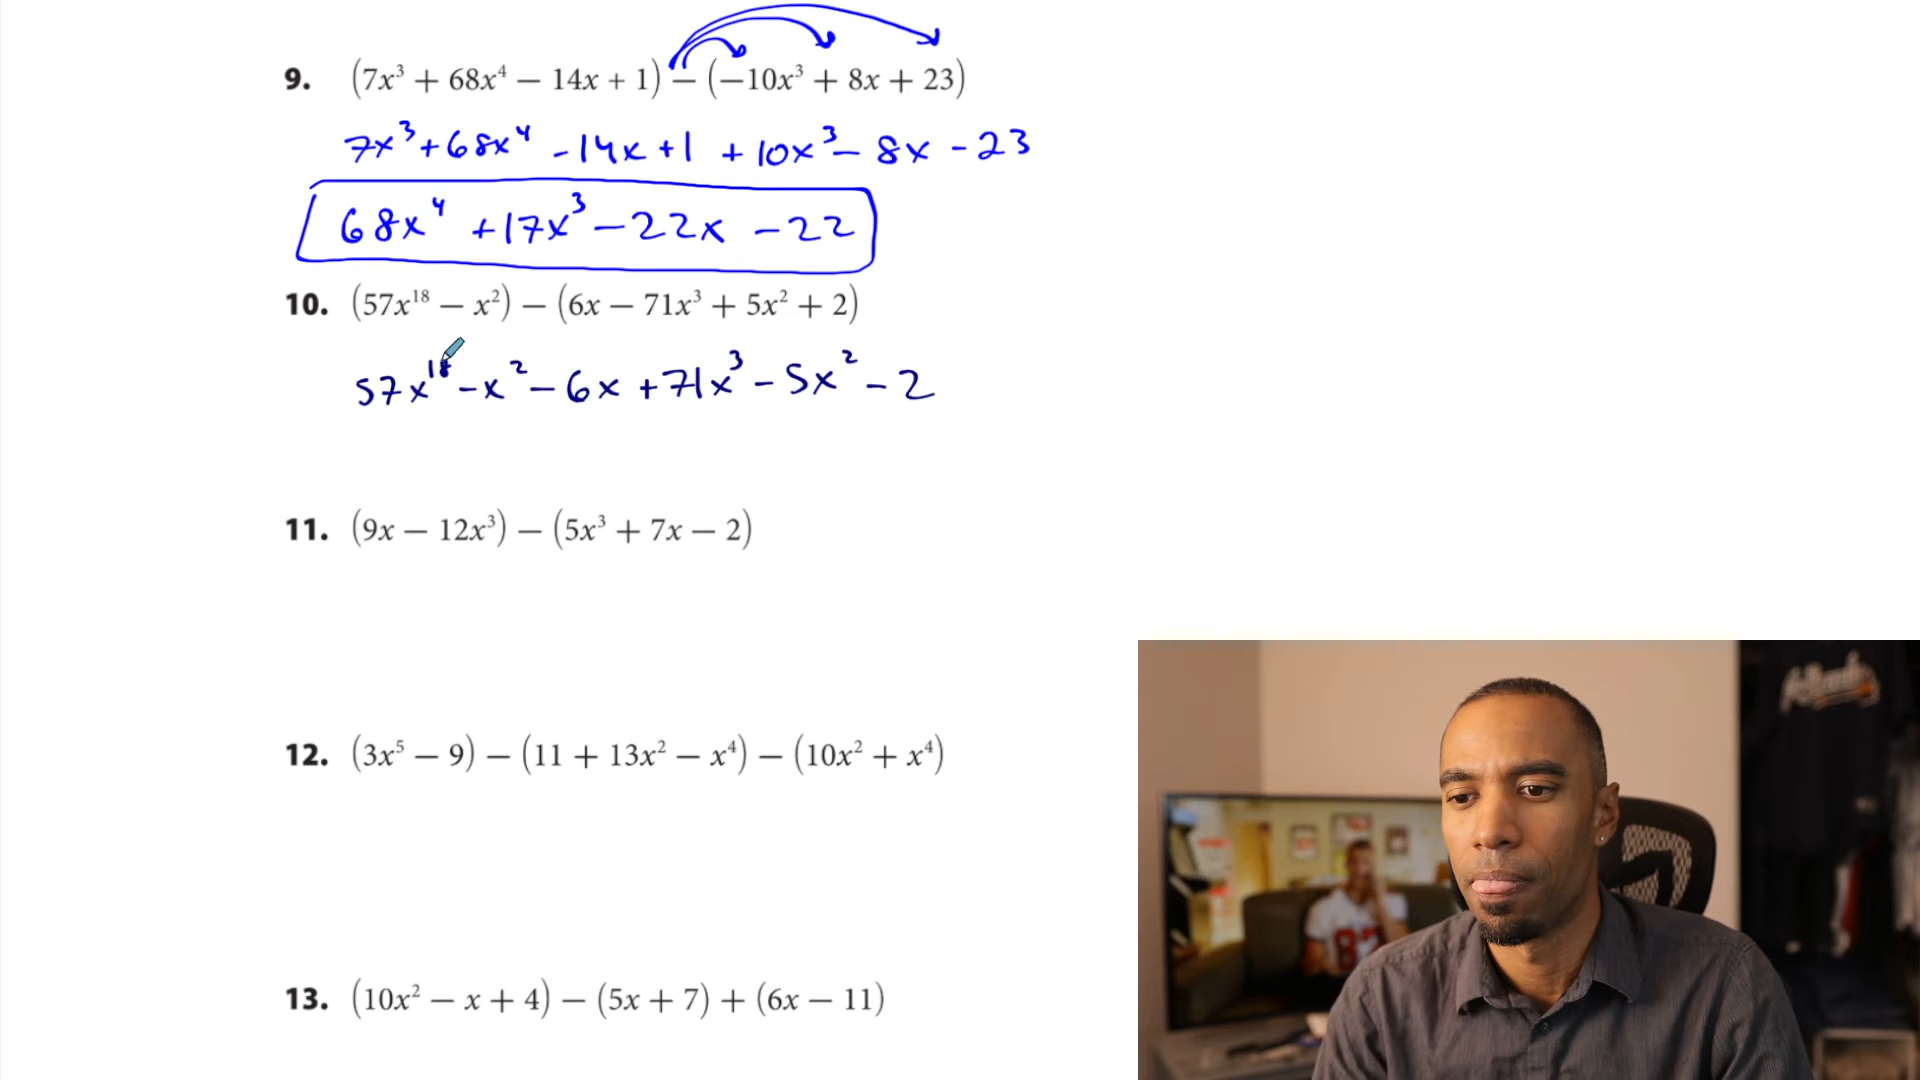 9. (7x³ + 68x⁴ − 14x + 1) − (−10x³ + 8x + 23)
7x³ + 68x⁴ − 14x + 1 + 10x³ − 8x − 23
68x⁴ + 17x³ − 22x − 22
10. (57x¹⁸ − x²) − (6x − 71x³ + 5x² + 2)
57x¹⁸ − x² − 6x + 71x³ − 5x² − 2
11. (9x − 12x³) − (5x³ + 7x − 2)
12. (3x⁵ − 9) − (11 + 13x² − x⁴) − (10x² + x⁴)
13. (10x² − x + 4) − (5x + 7) + (6x − 11)